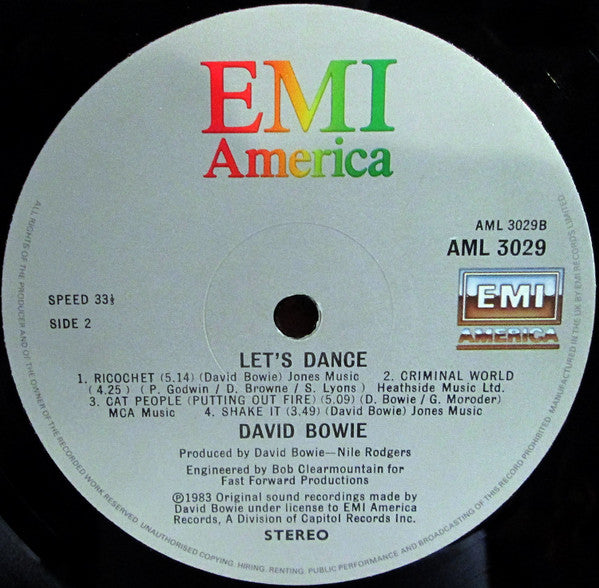 EMI
America
AML 3029B
AML 3029
EMI
AMERICA
SPEED 33⅓
SIDE 2
LET'S DANCE
1. RICOCHET (5.14) (David Bowie) Jones Music 2. CRIMINAL WORLD
( 4.25 ) ( P. Godwin / D. Browne / S. Lyons ) Heathside Music Ltd.
3. CAT PEOPLE (PUTTING OUT FIRE) (5.09) (D. Bowie / G. Moroder)
MCA Music 4. SHAKE IT (3.49) (David Bowie) Jones Music
DAVID BOWIE
Produced by David Bowie—Nile Rodgers
Engineered by Bob Clearmountain for
Fast Forward Productions
Ⓟ1983 Original sound recordings made by
David Bowie under license to EMI America
Records, A Division of Capitol Records Inc.
STEREO
ALL RIGHTS OF THE PRODUCER AND OF THE OWNER OF THE RECORDED WORK RESERVED. UNAUTHORISED COPYING. HIRING. RENTING. PUBLIC PERFORMANCE AND BROADCASTING OF THIS RECORD PROHIBITED. MANUFACTURED IN THE UK BY EMI RECORDS LIMITED.